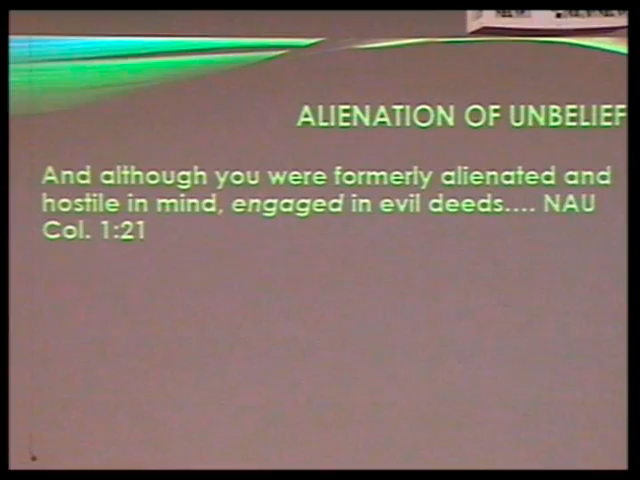 ALIENATION OF UNBELIEF
And although you were formerly alienated and
hostile in mind, engaged in evil deeds.... NAU
Col. 1:21